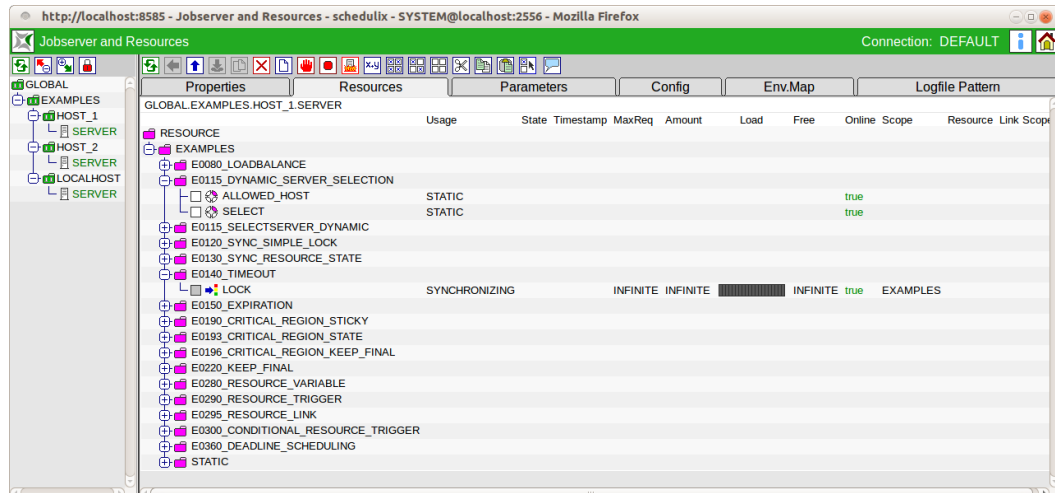 http://localhost:8585 - Jobserver and Resources - schedulix - SYSTEM@localhost:2556 - Mozilla Firefox
Jobserver and Resources Connection: DEFAULT i
x,y
GLOBAL
EXAMPLES
HOST_1
SERVER
HOST_2
SERVER
LOCALHOST
SERVER
Properties Resources Parameters Config Env.Map Logfile Pattern
GLOBAL.EXAMPLES.HOST_1.SERVER
Usage State Timestamp MaxReq Amount Load Free Online Scope Resource Link Scope
RESOURCE
EXAMPLES
E0080_LOADBALANCE
E0115_DYNAMIC_SERVER_SELECTION
ALLOWED_HOST STATIC true
SELECT STATIC true
E0115_SELECTSERVER_DYNAMIC
E0120_SYNC_SIMPLE_LOCK
E0130_SYNC_RESOURCE_STATE
E0140_TIMEOUT
LOCK SYNCHRONIZING INFINITE INFINITE INFINITE true EXAMPLES
E0150_EXPIRATION
E0190_CRITICAL_REGION_STICKY
E0193_CRITICAL_REGION_STATE
E0196_CRITICAL_REGION_KEEP_FINAL
E0220_KEEP_FINAL
E0280_RESOURCE_VARIABLE
E0290_RESOURCE_TRIGGER
E0295_RESOURCE_LINK
E0300_CONDITIONAL_RESOURCE_TRIGGER
E0360_DEADLINE_SCHEDULING
STATIC